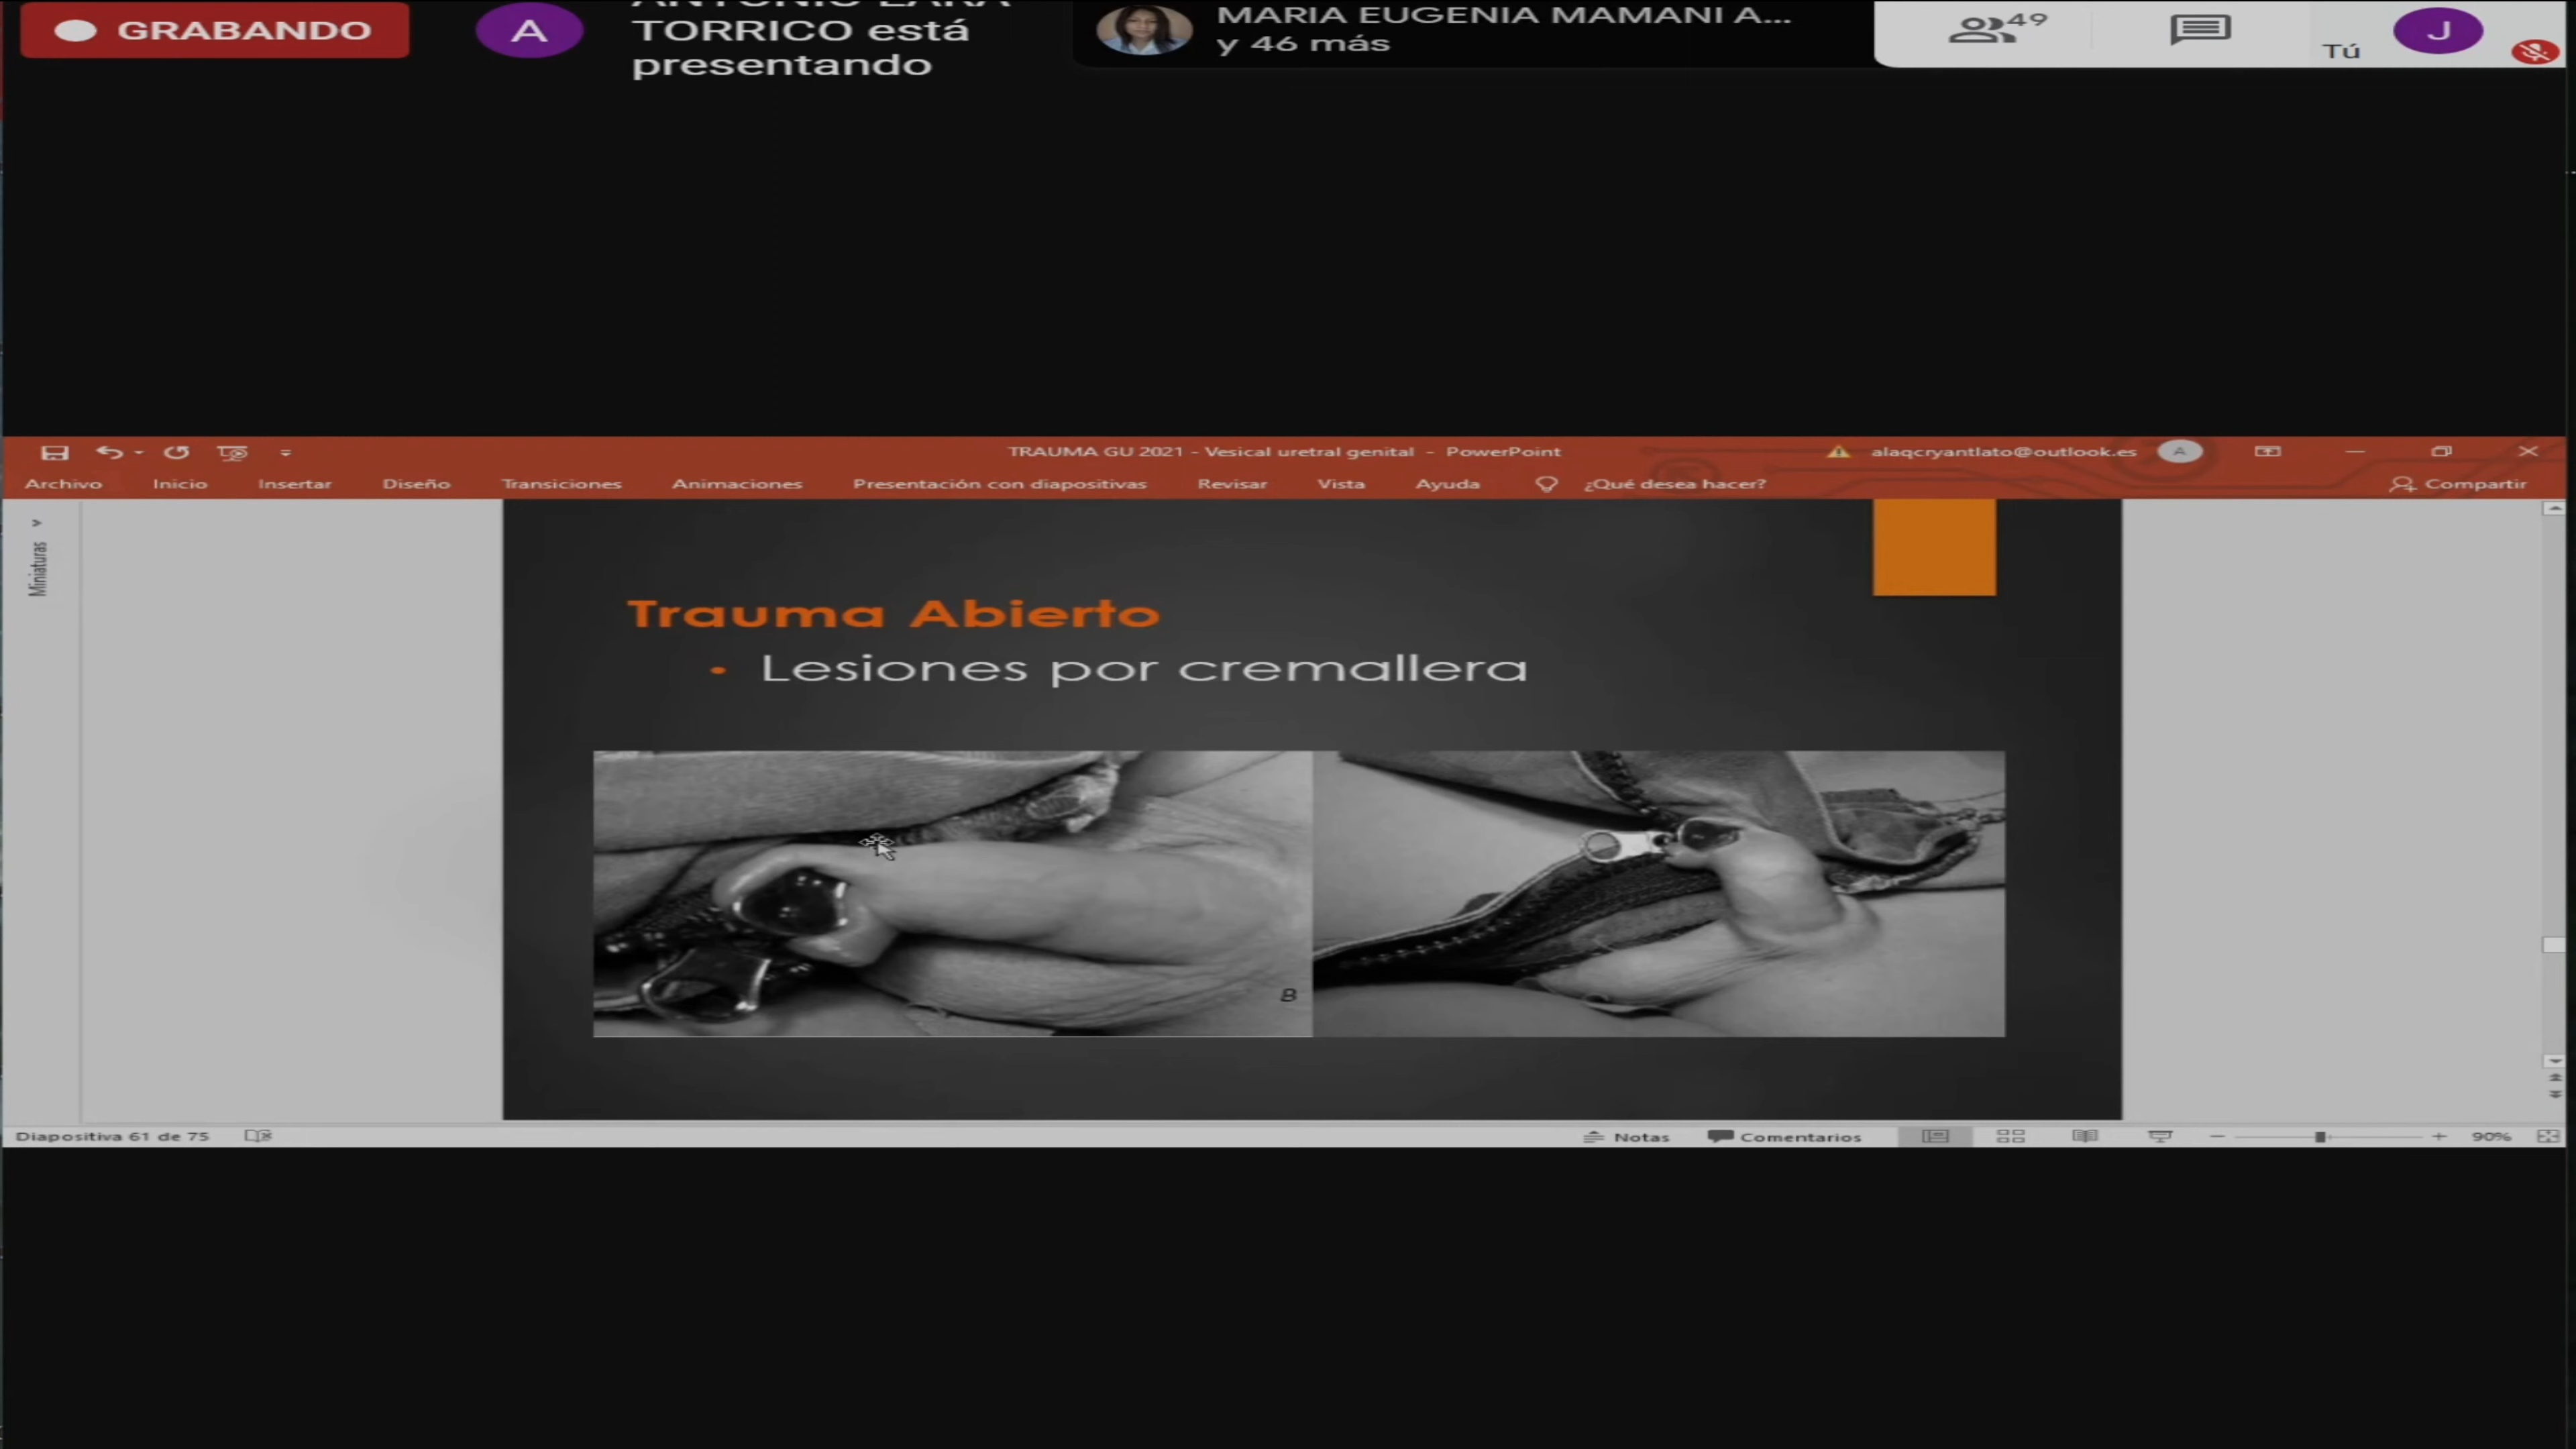 GRABANDO
A
TORRICO está
presentando
MARIA EUGENIA MAMANI A...
y 46 más
49
Tú
J
TRAUMA GU 2021 - Vesical uretral genital - PowerPoint
alaqcryantlato@outlook.es
A
Archivo Inicio Insertar Diseño Transiciones Animaciones Presentación con diapositivas Revisar Vista Ayuda ¿Qué desea hacer? Compartir
Miniaturas
Trauma Abierto
• Lesiones por cremallera
B
Diapositiva 61 de 75
Notas Comentarios 90%